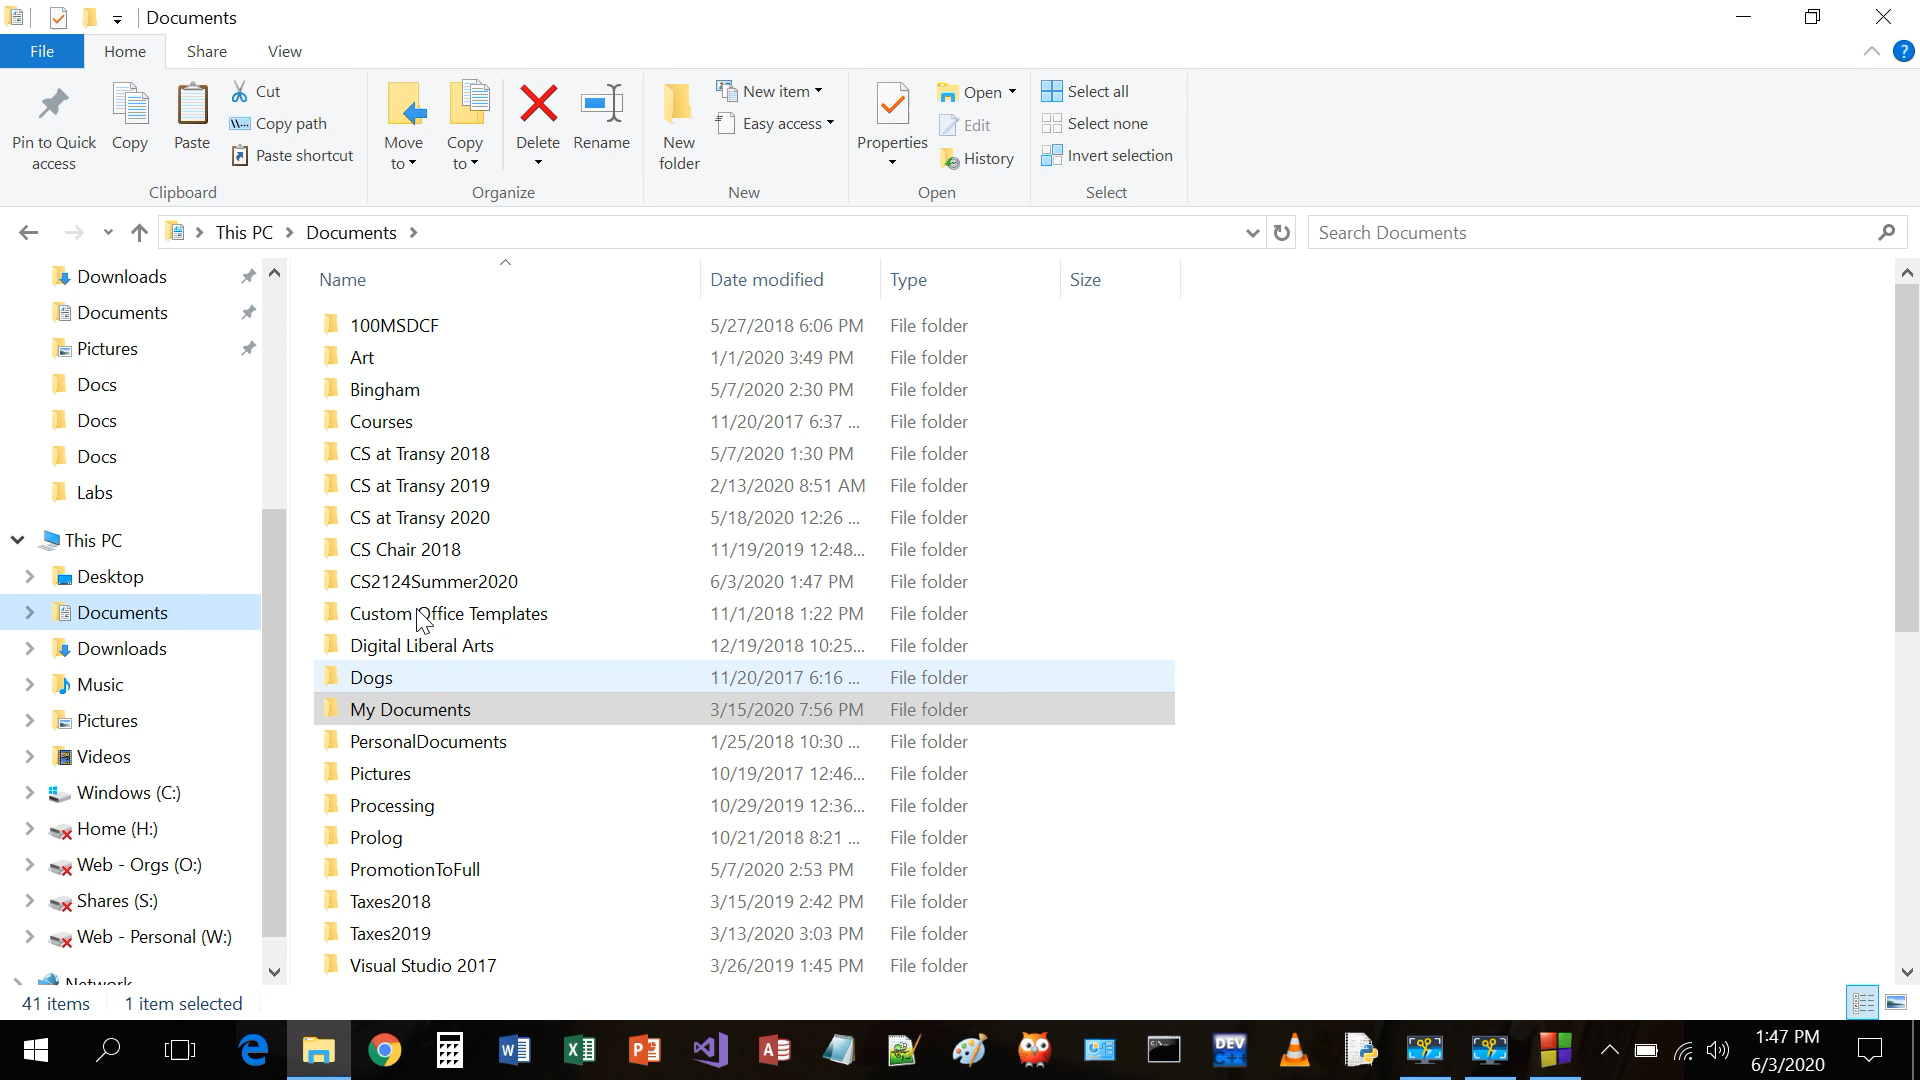 Documents
File Home Share View
Pin to Quick access
Copy
Paste
Cut
Copy path
Paste shortcut
Clipboard
Move to
Copy to
Delete
Rename
Organize
New folder
New item
Easy access
New
Properties
Open
Edit
History
Open
Select all
Select none
Invert selection
Select
This PC Documents
Search Documents
Downloads
Documents
Pictures
Docs
Docs
Docs
Labs
This PC
Desktop
Documents
Downloads
Music
Pictures
Videos
Windows (C:)
Home (H:)
Web - Orgs (O:)
Shares (S:)
Web - Personal (W:)
Network
Name Date modified Type Size
100MSDCF 5/27/2018 6:06 PM File folder
Art 1/1/2020 3:49 PM File folder
Bingham 5/7/2020 2:30 PM File folder
Courses 11/20/2017 6:37 ... File folder
CS at Transy 2018 5/7/2020 1:30 PM File folder
CS at Transy 2019 2/13/2020 8:51 AM File folder
CS at Transy 2020 5/18/2020 12:26 ... File folder
CS Chair 2018 11/19/2019 12:48... File folder
CS2124Summer2020 6/3/2020 1:47 PM File folder
Custom Office Templates 11/1/2018 1:22 PM File folder
Digital Liberal Arts 12/19/2018 10:25... File folder
Dogs 11/20/2017 6:16 ... File folder
My Documents 3/15/2020 7:56 PM File folder
PersonalDocuments 1/25/2018 10:30 ... File folder
Pictures 10/19/2017 12:46... File folder
Processing 10/29/2019 12:36... File folder
Prolog 10/21/2018 8:21 ... File folder
PromotionToFull 5/7/2020 2:53 PM File folder
Taxes2018 3/15/2019 2:42 PM File folder
Taxes2019 3/13/2020 3:03 PM File folder
Visual Studio 2017 3/26/2019 1:45 PM File folder
41 items 1 item selected
DEV C++
1:47 PM
6/3/2020